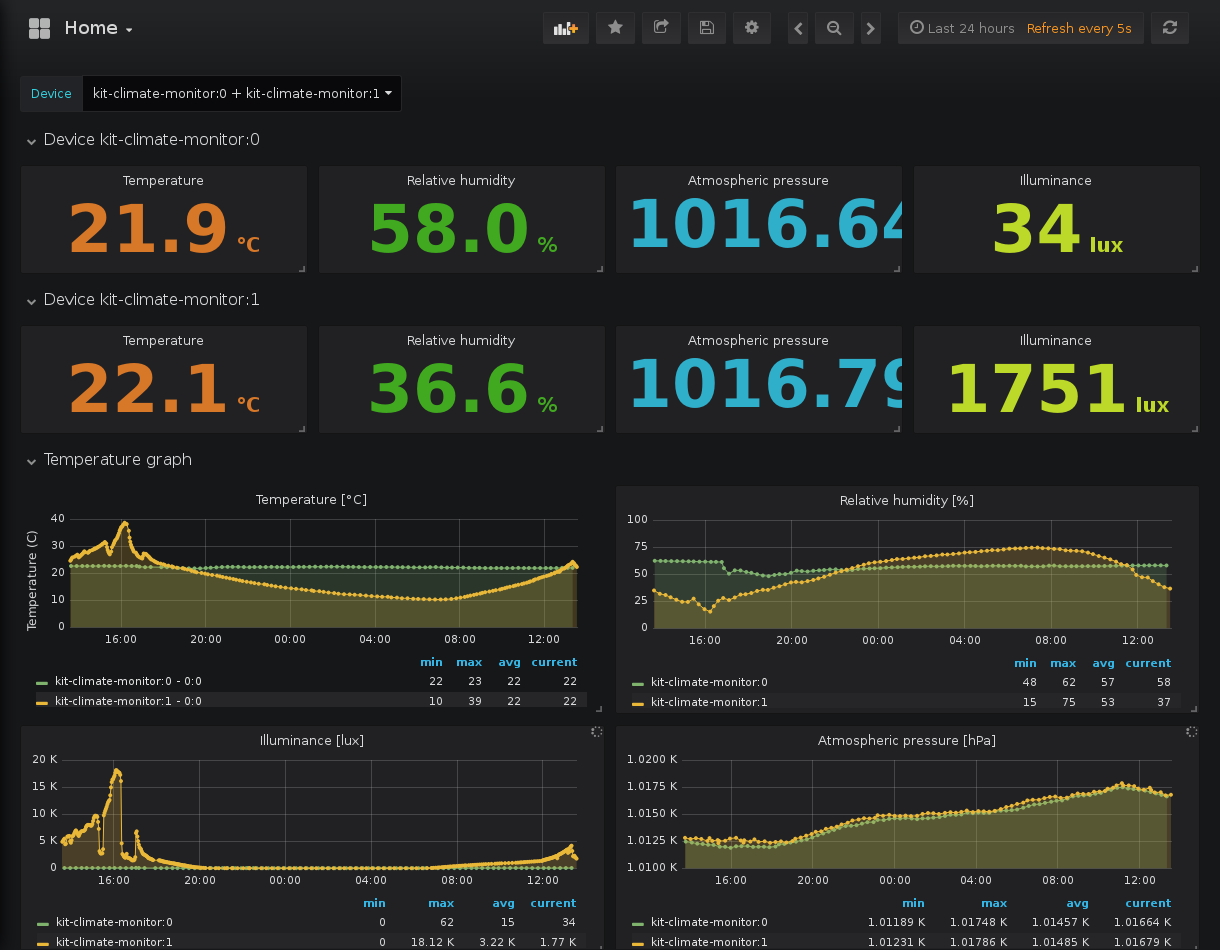 Home
Last 24 hours Refresh every 5s
Device kit-climate-monitor:0 + kit-climate-monitor:1
Device kit-climate-monitor:0
Temperature Relative humidity Atmospheric pressure Illuminance
21.9 °C 58.0 % 1016.64 34 lux
Device kit-climate-monitor:1
Temperature Relative humidity Atmospheric pressure Illuminance
22.1 °C 36.6 % 1016.79 1751 lux
Temperature graph
Temperature [°C]
Temperature (C)
40
30
20
10
0
16:00 20:00 00:00 04:00 08:00 12:00
min max avg current
kit-climate-monitor:0 - 0:0 22 23 22 22
kit-climate-monitor:1 - 0:0 10 39 22 22
Relative humidity [%]
100
75
50
25
0
16:00 20:00 00:00 04:00 08:00 12:00
min max avg current
kit-climate-monitor:0 48 62 57 58
kit-climate-monitor:1 15 75 53 37
Illuminance [lux]
20 K
15 K
10 K
5 K
0
16:00 20:00 00:00 04:00 08:00 12:00
min max avg current
kit-climate-monitor:0 0 62 15 34
kit-climate-monitor:1 0 18.12 K 3.22 K 1.77 K
Atmospheric pressure [hPa]
1.0200 K
1.0175 K
1.0150 K
1.0125 K
1.0100 K
16:00 20:00 00:00 04:00 08:00 12:00
min max avg current
kit-climate-monitor:0 1.01189 K 1.01748 K 1.01457 K 1.01664 K
kit-climate-monitor:1 1.01231 K 1.01786 K 1.01485 K 1.01679 K